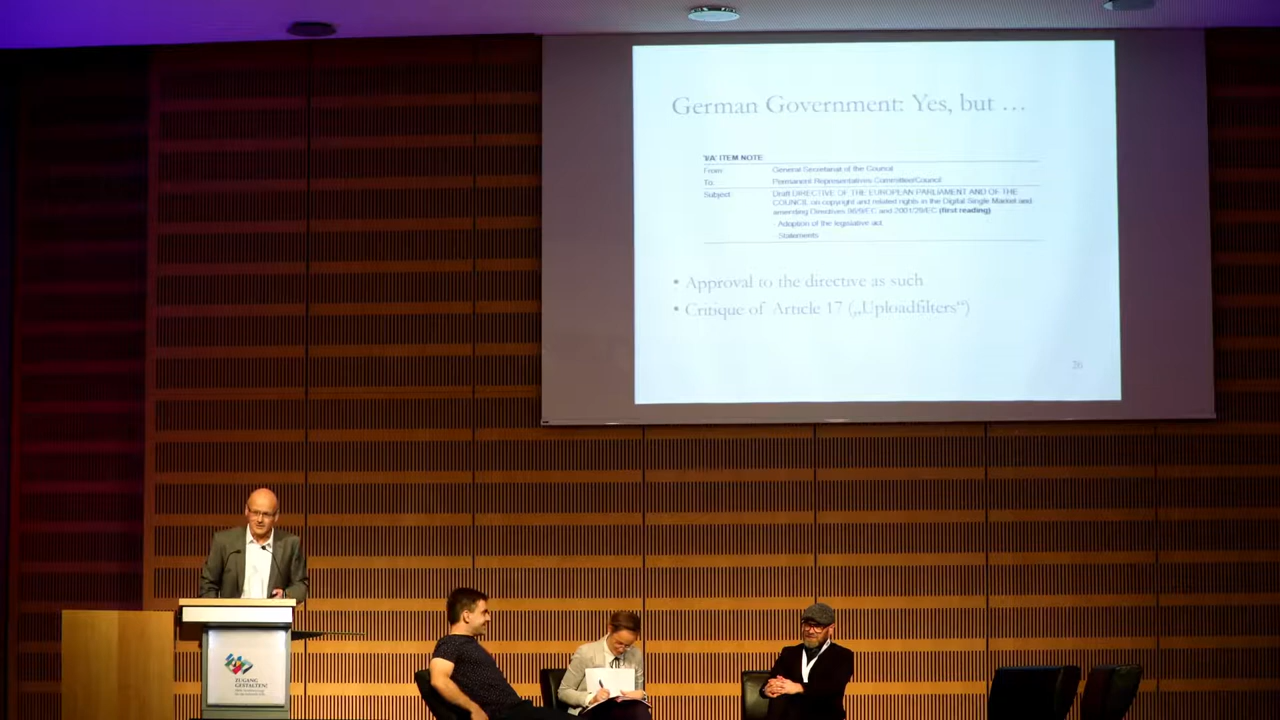 German Government: Yes, but …
'I/A' ITEM NOTE
From: General Secretariat of the Council
To: Permanent Representatives Committee/Council
Subject: Draft DIRECTIVE OF THE EUROPEAN PARLIAMENT AND OF THE
COUNCIL on copyright and related rights in the Digital Single Market and
amending Directives 96/9/EC and 2001/29/EC (first reading)
- Adoption of the legislative act
- Statements
• Approval to the directive as such
• Critique of Article 17 („Uploadfilters“)
26
ZUGANG
GESTALTEN!